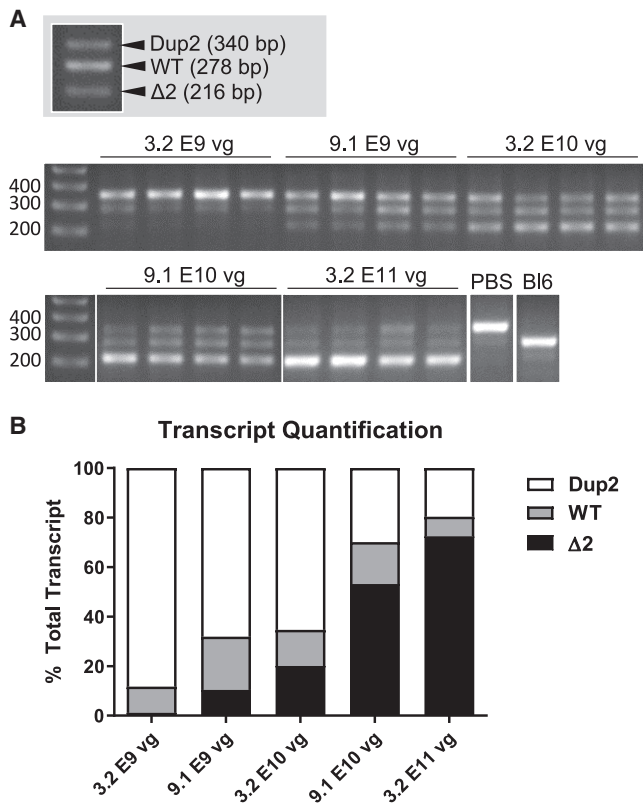 A
Dup2 (340 bp)
WT (278 bp)
Δ2 (216 bp)
3.2 E9 vg 9.1 E9 vg 3.2 E10 vg
400
300
200
9.1 E10 vg 3.2 E11 vg PBS Bl6
400
300
200
B
Transcript Quantification
% Total Transcript
100
80
60
40
20
0
3.2 E9 vg
9.1 E9 vg
3.2 E10 vg
9.1 E10 vg
3.2 E11 vg
Dup2
WT
Δ2